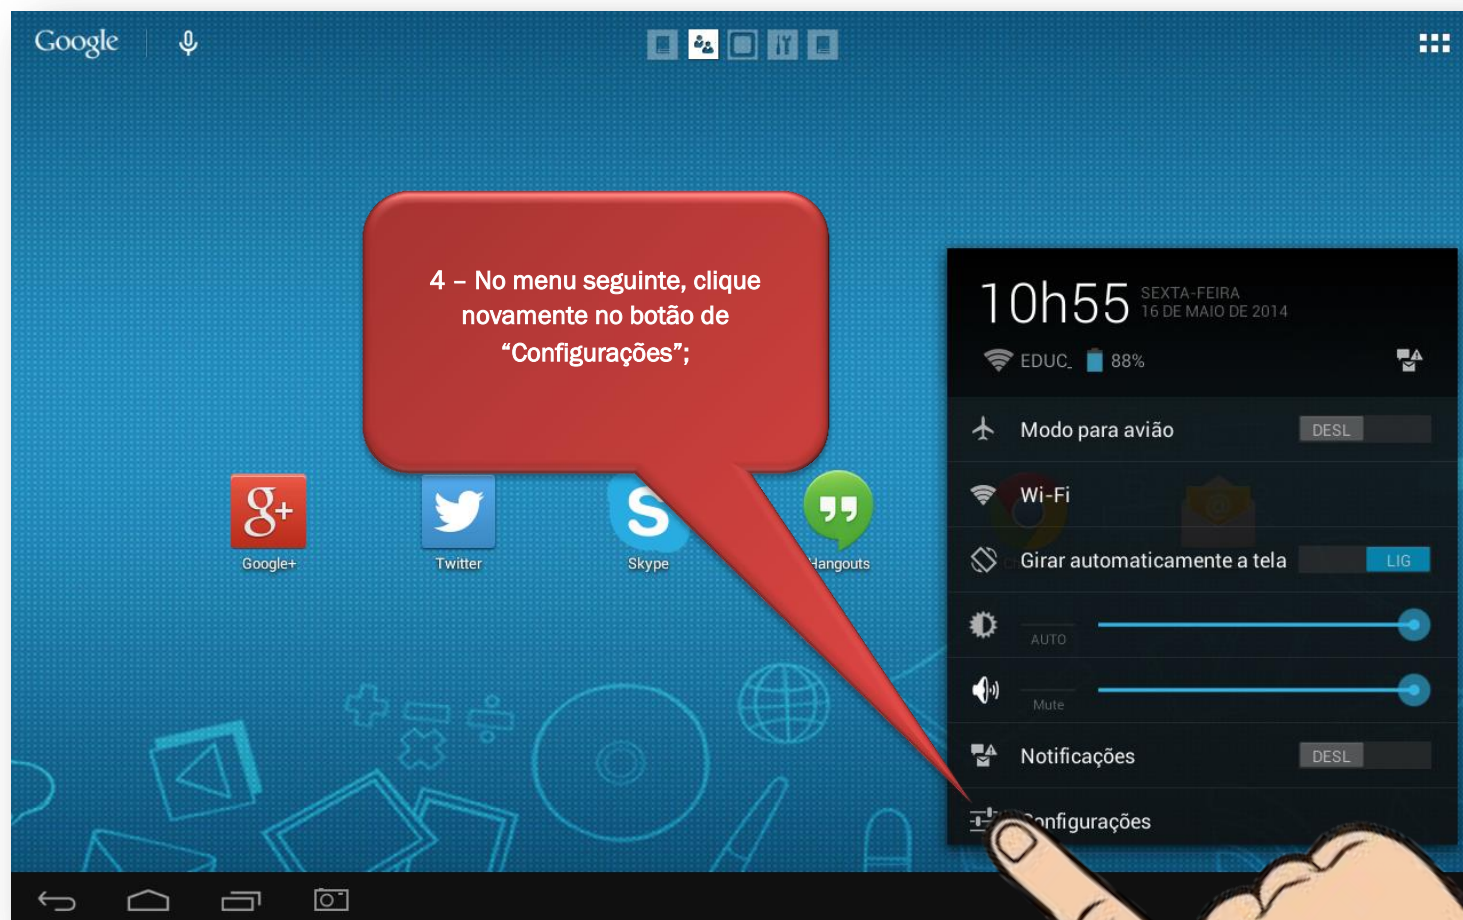 Google
4 – No menu seguinte, clique
novamente no botão de
“Configurações”;
10h55
SEXTA-FEIRA
16 DE MAIO DE 2014
EDUC_ 88%
Modo para avião DESL
Wi-Fi
Girar automaticamente a tela LIG
AUTO
Mute
Notificações DESL
Configurações
g+
S
Google+ Twitter Skype Hangouts